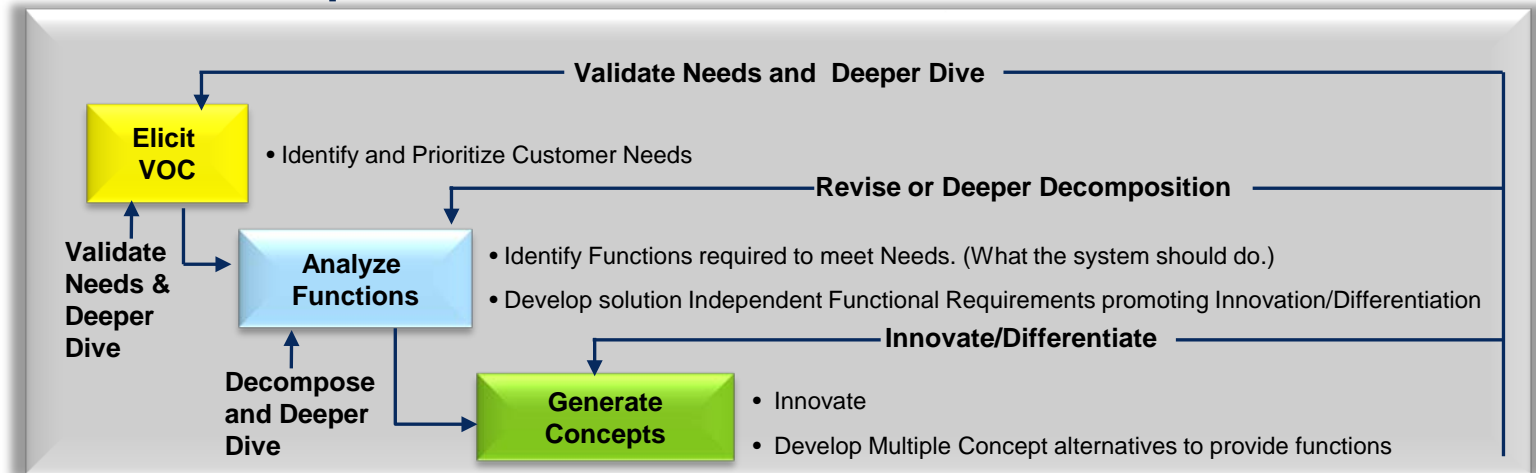 Validate Needs and Deeper Dive
Elicit
VOC
• Identify and Prioritize Customer Needs
Revise or Deeper Decomposition
Validate
Needs &
Deeper
Dive
Analyze
Functions
• Identify Functions required to meet Needs. (What the system should do.)
• Develop solution Independent Functional Requirements promoting Innovation/Differentiation
Innovate/Differentiate
Decompose
and Deeper
Dive
Generate
Concepts
• Innovate
• Develop Multiple Concept alternatives to provide functions